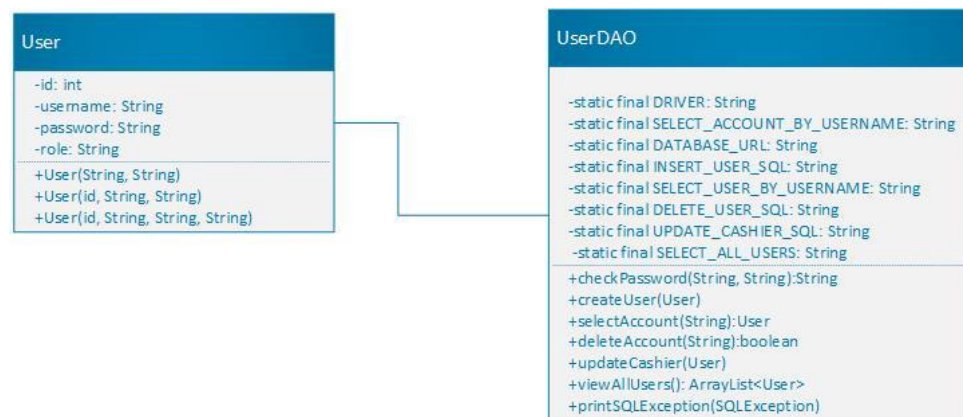 User
-id: int
-username: String
-password: String
-role: String
+User(String, String)
+User(id, String, String)
+User(id, String, String, String)
UserDAO
-static final DRIVER: String
-static final SELECT_ACCOUNT_BY_USERNAME: String
-static final DATABASE_URL: String
-static final INSERT_USER_SQL: String
-static final SELECT_USER_BY_USERNAME: String
-static final DELETE_USER_SQL: String
-static final UPDATE_CASHIER_SQL: String
-static final SELECT_ALL_USERS: String
+checkPassword(String, String):String
+createUser(User)
+selectAccount(String):User
+deleteAccount(String):boolean
+updateCashier(User)
+viewAllUsers(): ArrayList<User>
+printSQLException(SQLException)